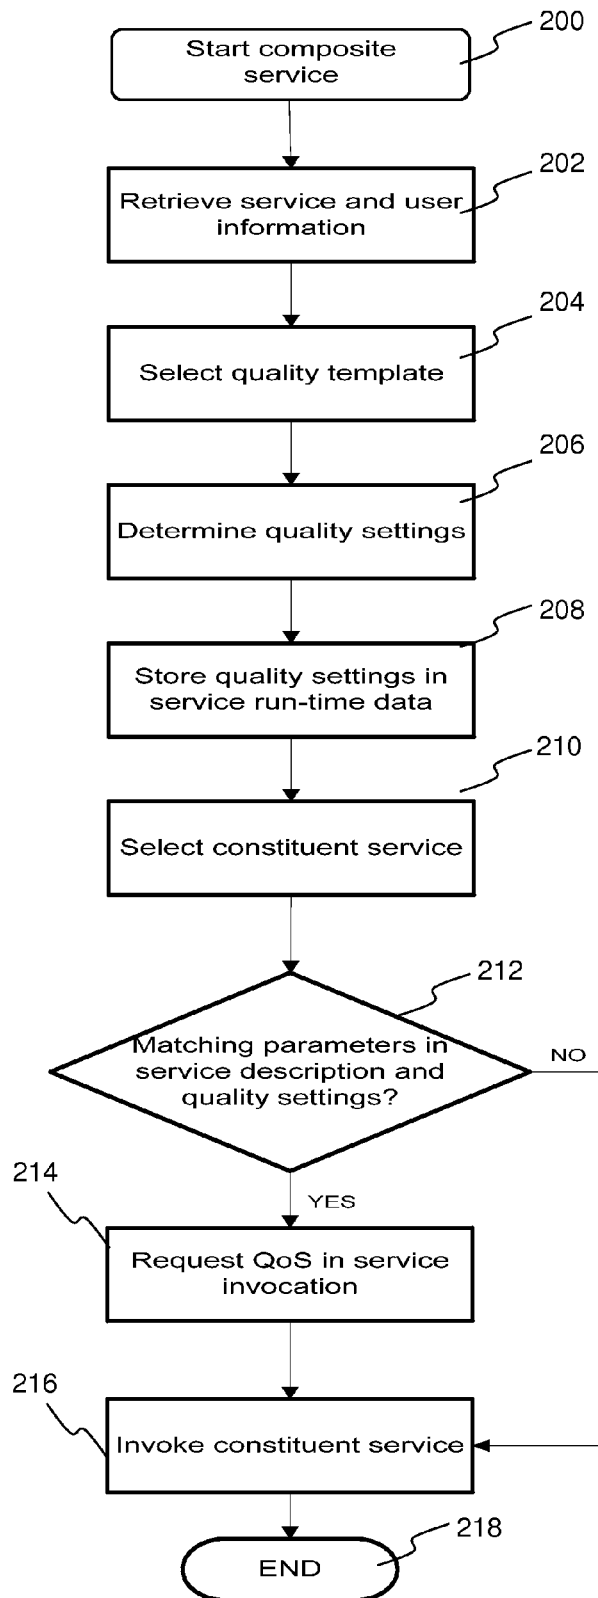 200
Start composite
service
202
Retrieve service and user
information
204
Select quality template
206
Determine quality settings
208
Store quality settings in
service run-time data
210
Select constituent service
212
Matching parameters in
service description and
quality settings?
NO
YES
214
Request QoS in service
invocation
216
Invoke constituent service
218
END